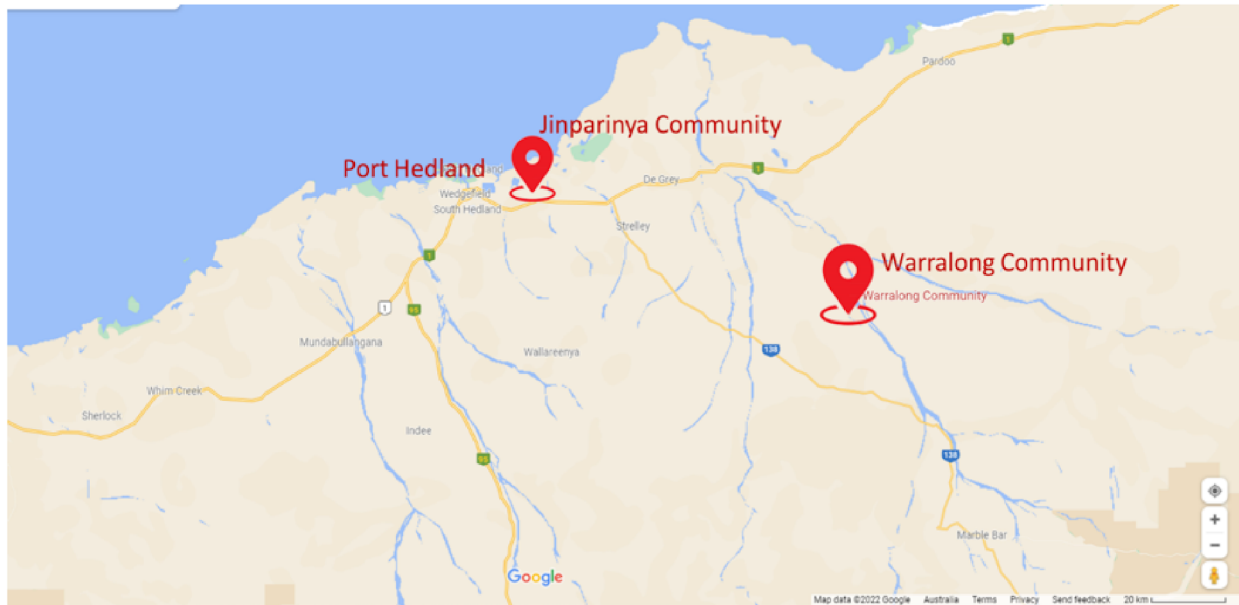 1
Pardoo
Jinparinya Community
Port Hedland
1
De Grey
Wedgefield
South Hedland
Strelley
Warralong Community
1
Warralong Community
1
95
Mundabullangana
138
Wallareenya
Whim Creek
Sherlock
Indee
95
138
Marble Bar
Google
Map data ©2022 Google Australia Terms Privacy Send feedback 20 km